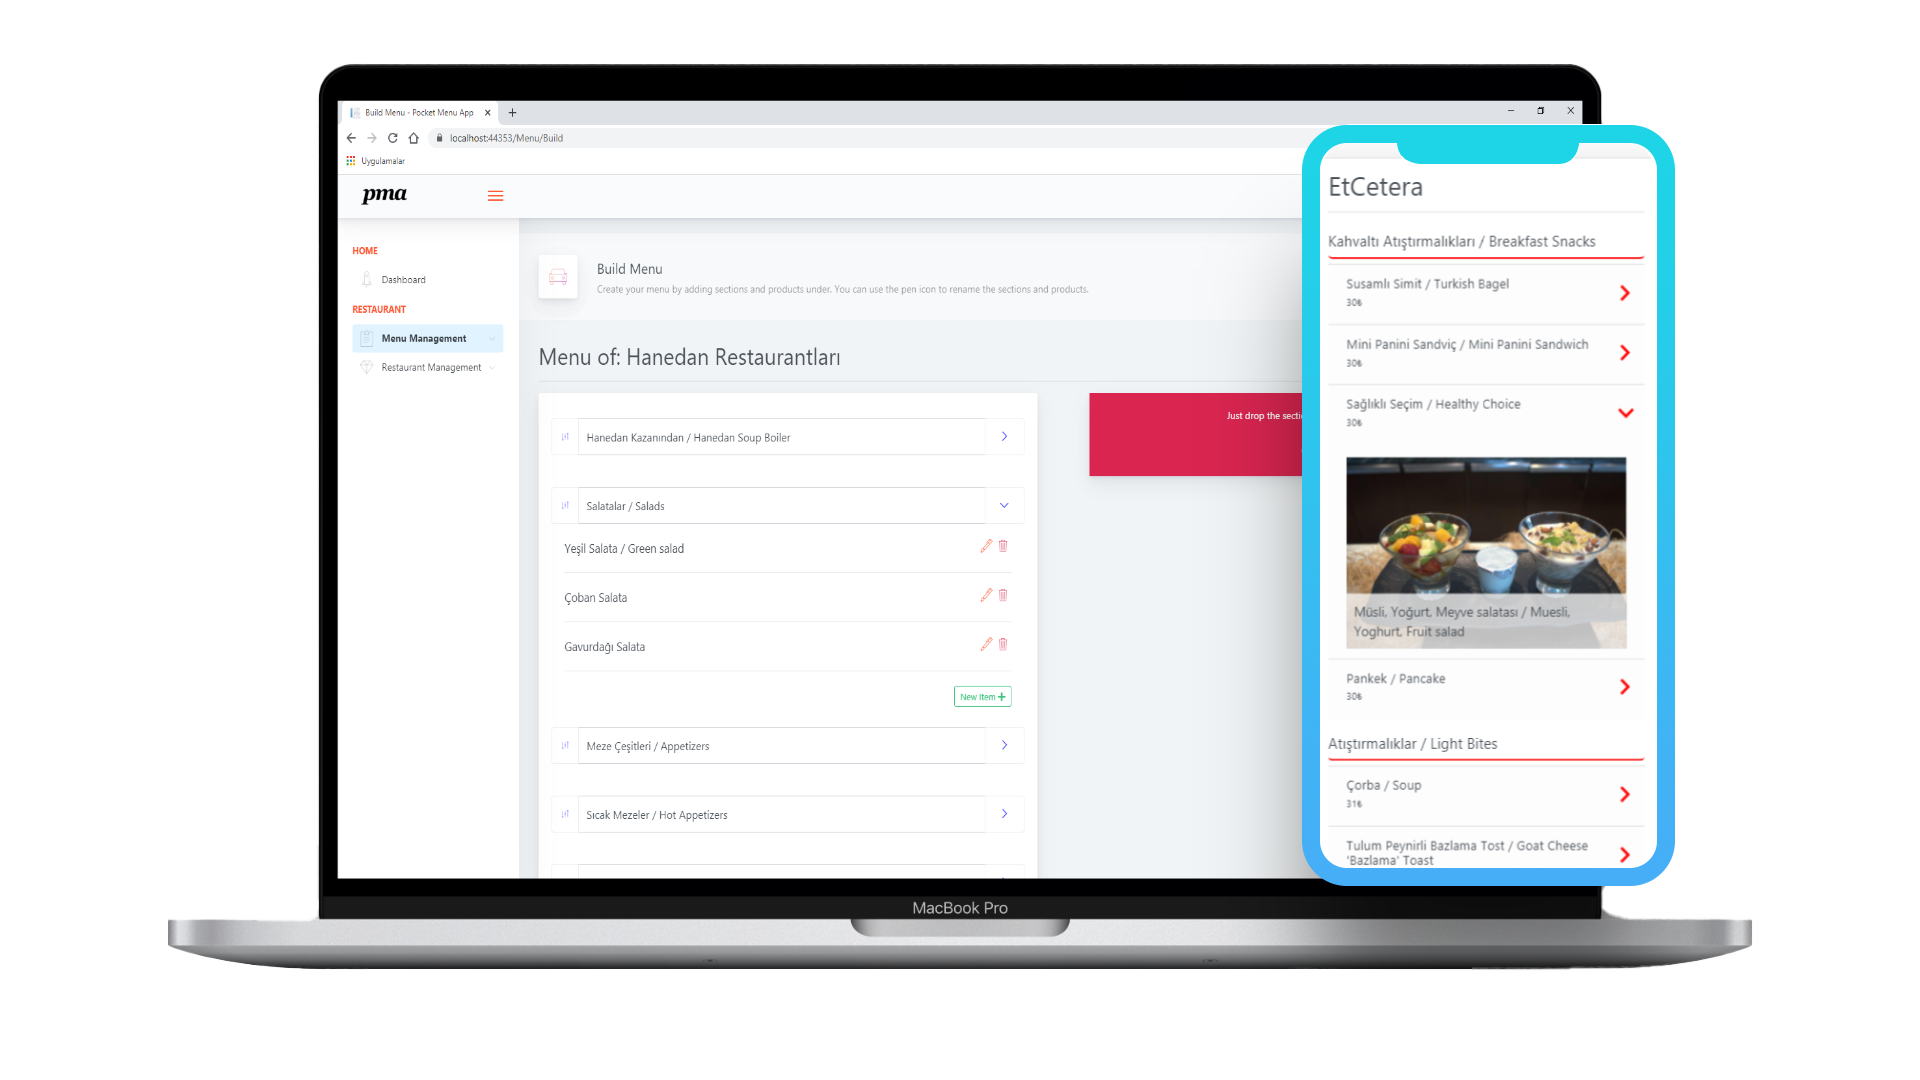 Build Menu - Pocket Menu App
localhost:44353/Menu/Build
Uygulamalar
pma
HOME
Dashboard
RESTAURANT
Menu Management
Restaurant Management
Build Menu
Create your menu by adding sections and products under. You can use the pen icon to rename the sections and products.
Menu of: Hanedan Restaurantları
Hanedan Kazanından / Hanedan Soup Boiler
Salatalar / Salads
Yeşil Salata / Green salad
Çoban Salata
Gavurdağı Salata
New Item +
Meze Çeşitleri / Appetizers
Sıcak Mezeler / Hot Appetizers
Just drop the secti
MacBook Pro
EtCetera
Kahvaltı Atıştırmalıkları / Breakfast Snacks
Susamlı Simit / Turkish Bagel
30₺
Mini Panini Sandviç / Mini Panini Sandwich
30₺
Sağlıklı Seçim / Healthy Choice
30₺
Müsli, Yoğurt, Meyve salatası / Muesli,
Yoghurt, Fruit salad
Pankek / Pancake
30₺
Atıştırmalıklar / Light Bites
Çorba / Soup
31₺
Tulum Peynirli Bazlama Tost / Goat Cheese
'Bazlama' Toast